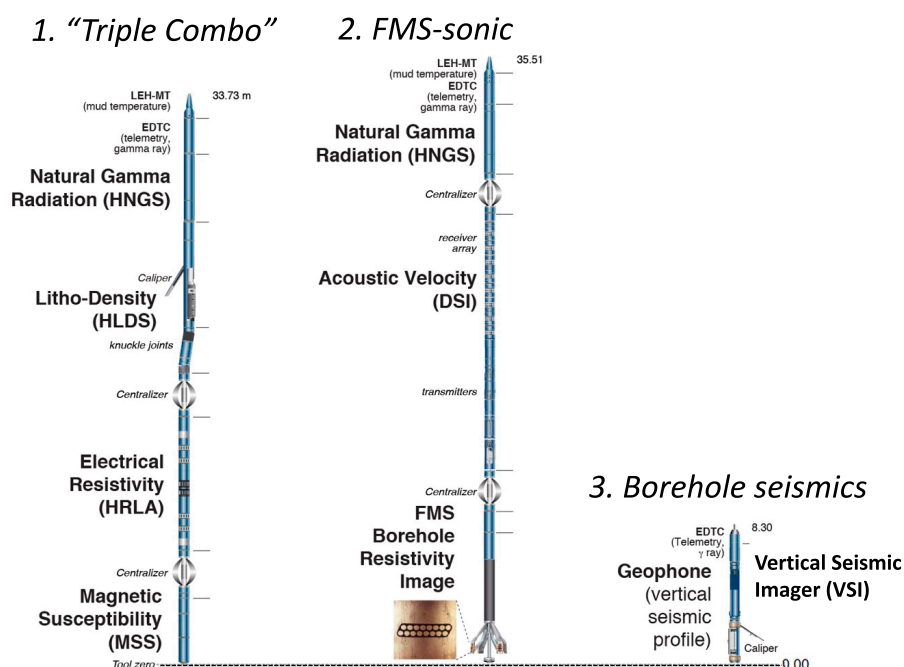 1. “Triple Combo”
33.73 m
LEH-MT
(mud temperature)
EDTC
(telemetry,
gamma ray)
Natural Gamma
Radiation (HNGS)
Caliper
Litho-Density
(HLDS)
knuckle joints
Centralizer
Electrical
Resistivity
(HRLA)
Centralizer
Magnetic
Susceptibility
(MSS)
Tool zero
2. FMS-sonic
35.51
LEH-MT
(mud temperature)
EDTC
(telemetry,
gamma ray)
Natural Gamma
Radiation (HNGS)
Centralizer
receiver
array
Acoustic Velocity
(DSI)
transmitters
Centralizer
FMS
Borehole
Resistivity
Image
3. Borehole seismics
8.30
EDTC
(Telemetry,
γ ray)
Geophone
(vertical
seismic
profile)
Vertical Seismic
Imager (VSI)
Caliper
0.00